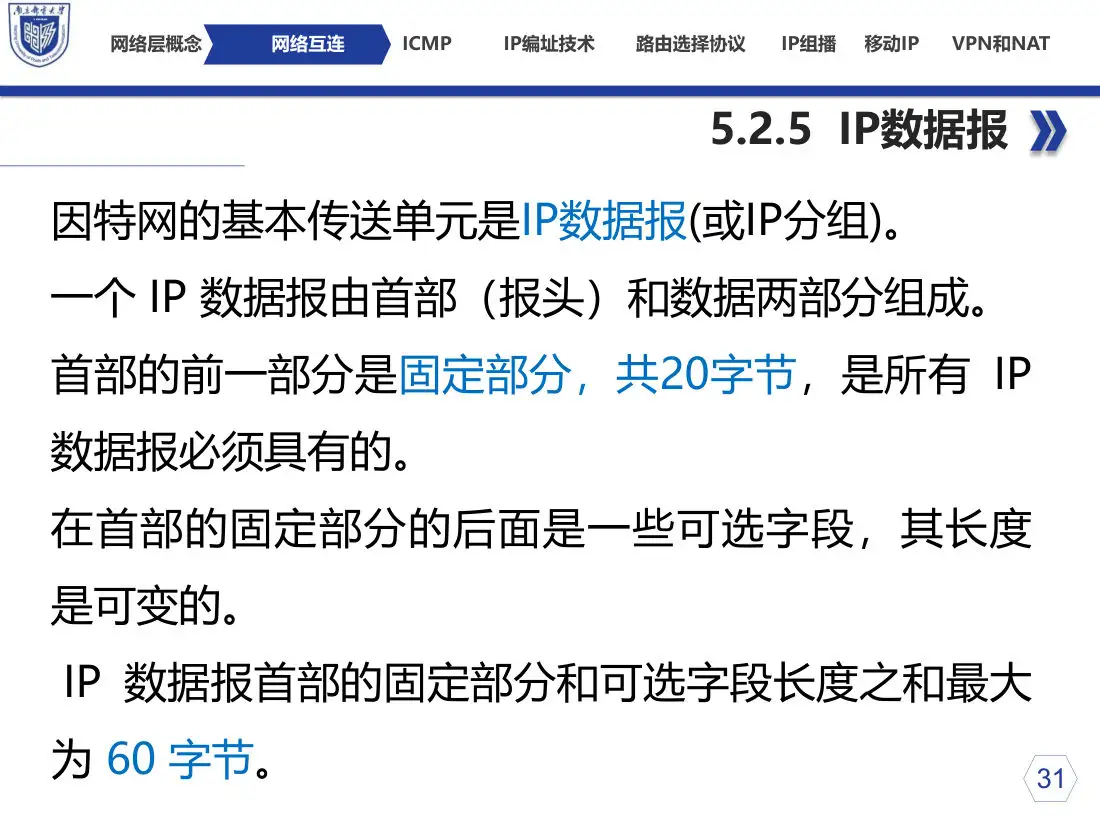 南京邮电大学
网络层概念 网络互连 ICMP IP编址技术 路由选择协议 IP组播 移动IP VPN和NAT
5.2.5 IP数据报
因特网的基本传送单元是IP数据报(或IP分组)。
一个 IP 数据报由首部（报头）和数据两部分组成。
首部的前一部分是固定部分，共20字节，是所有 IP
数据报必须具有的。
在首部的固定部分的后面是一些可选字段，其长度
是可变的。
IP 数据报首部的固定部分和可选字段长度之和最大
为 60 字节。
31